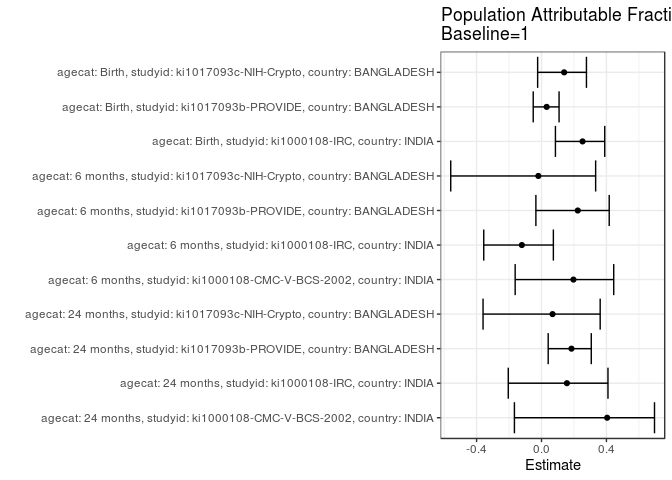 Population Attributable Fracti
Baseline=1
agecat: Birth, studyid: ki1017093c-NIH-Crypto, country: BANGLADESH
agecat: Birth, studyid: ki1017093b-PROVIDE, country: BANGLADESH
agecat: Birth, studyid: ki1000108-IRC, country: INDIA
agecat: 6 months, studyid: ki1017093c-NIH-Crypto, country: BANGLADESH
agecat: 6 months, studyid: ki1017093b-PROVIDE, country: BANGLADESH
agecat: 6 months, studyid: ki1000108-IRC, country: INDIA
agecat: 6 months, studyid: ki1000108-CMC-V-BCS-2002, country: INDIA
agecat: 24 months, studyid: ki1017093c-NIH-Crypto, country: BANGLADESH
agecat: 24 months, studyid: ki1017093b-PROVIDE, country: BANGLADESH
agecat: 24 months, studyid: ki1000108-IRC, country: INDIA
agecat: 24 months, studyid: ki1000108-CMC-V-BCS-2002, country: INDIA
-0.4 0.0 0.4
Estimate